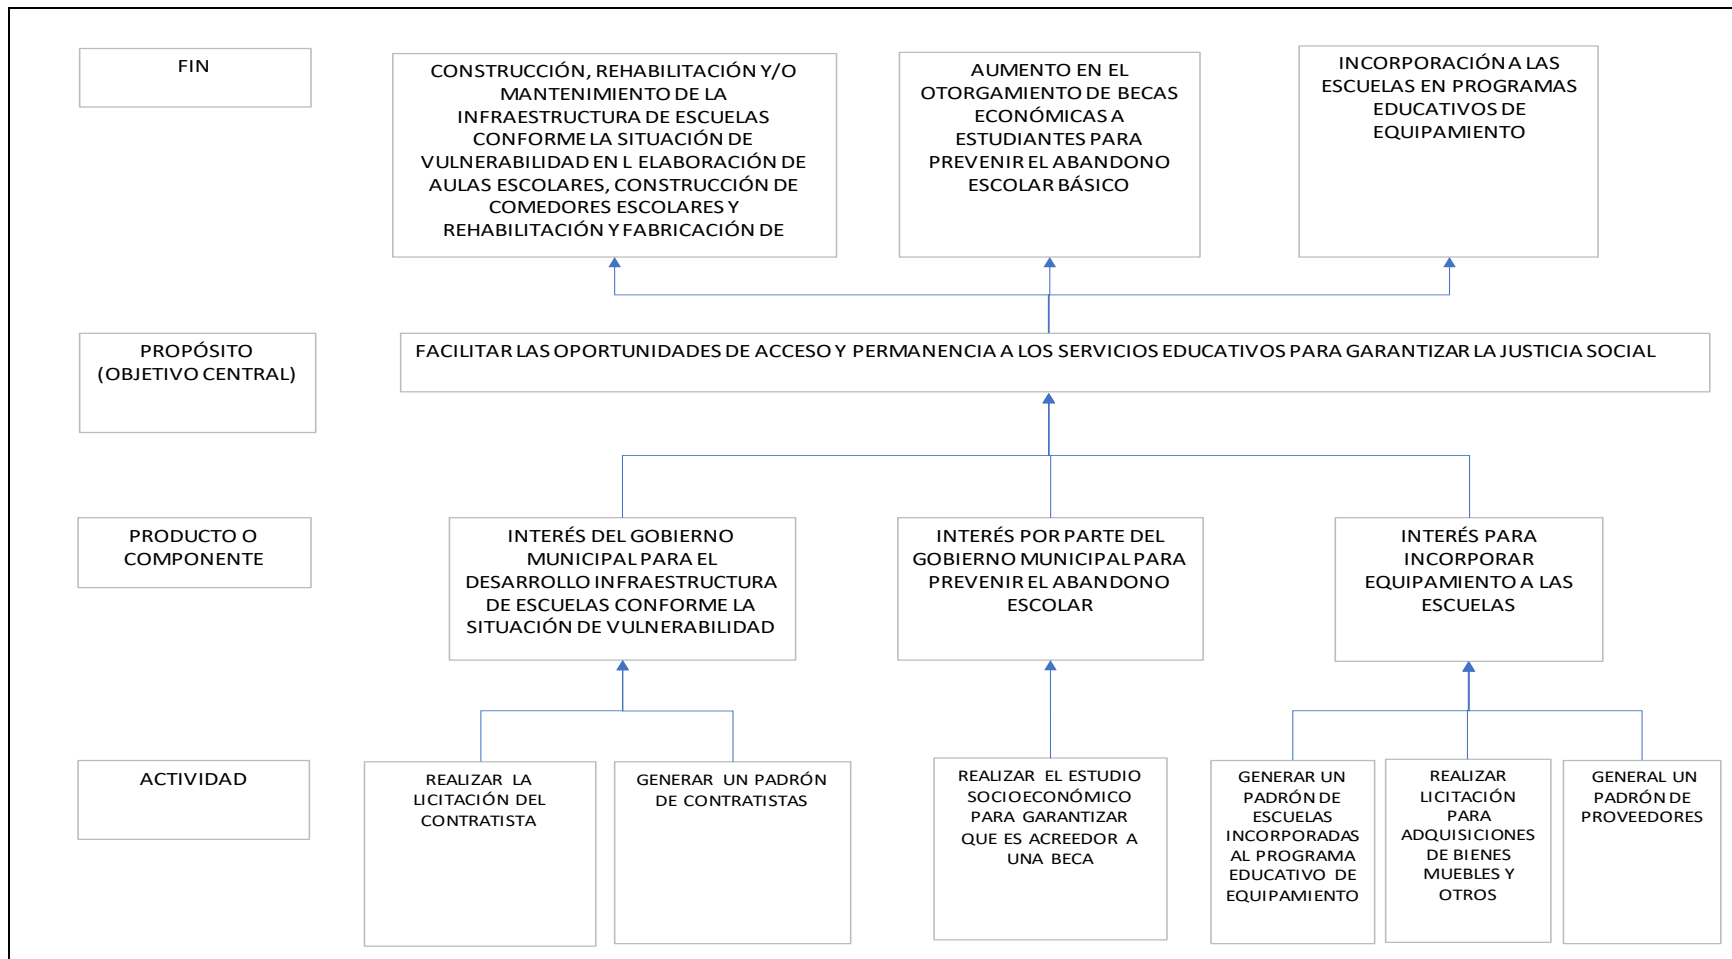 FIN
CONSTRUCCIÓN, REHABILITACIÓN Y/O
MANTENIMIENTO DE LA
INFRAESTRUCTURA DE ESCUELAS
CONFORME LA SITUACIÓN DE
VULNERABILIDAD EN L ELABORACIÓN DE
AULAS ESCOLARES, CONSTRUCCIÓN DE
COMEDORES ESCOLARES Y
REHABILITACIÓN Y FABRICACIÓN DE
AUMENTO EN EL
OTORGAMIENTO DE BECAS
ECONÓMICAS A
ESTUDIANTES PARA
PREVENIR EL ABANDONO
ESCOLAR BÁSICO
INCORPORACIÓN A LAS
ESCUELAS EN PROGRAMAS
EDUCATIVOS DE
EQUIPAMIENTO
PROPÓSITO
(OBJETIVO CENTRAL)
FACILITAR LAS OPORTUNIDADES DE ACCESO Y PERMANENCIA A LOS SERVICIOS EDUCATIVOS PARA GARANTIZAR LA JUSTICIA SOCIAL
PRODUCTO O
COMPONENTE
INTERÉS DEL GOBIERNO
MUNICIPAL PARA EL
DESARROLLO INFRAESTRUCTURA
DE ESCUELAS CONFORME LA
SITUACIÓN DE VULNERABILIDAD
INTERÉS POR PARTE DEL
GOBIERNO MUNICIPAL PARA
PREVENIR EL ABANDONO
ESCOLAR
INTERÉS PARA
INCORPORAR
EQUIPAMIENTO A LAS
ESCUELAS
ACTIVIDAD
REALIZAR LA
LICITACIÓN DEL
CONTRATISTA
GENERAR UN PADRÓN
DE CONTRATISTAS
REALIZAR EL ESTUDIO
SOCIOECONÓMICO
PARA GARANTIZAR
QUE ES ACREEDOR A
UNA BECA
GENERAR UN
PADRÓN DE
ESCUELAS
INCORPORADAS
AL PROGRAMA
EDUCATIVO DE
EQUIPAMIENTO
REALIZAR
LICITACIÓN
PARA
ADQUISICIONES
DE BIENES
MUEBLES Y
OTROS
GENERAL UN
PADRÓN DE
PROVEEDORES